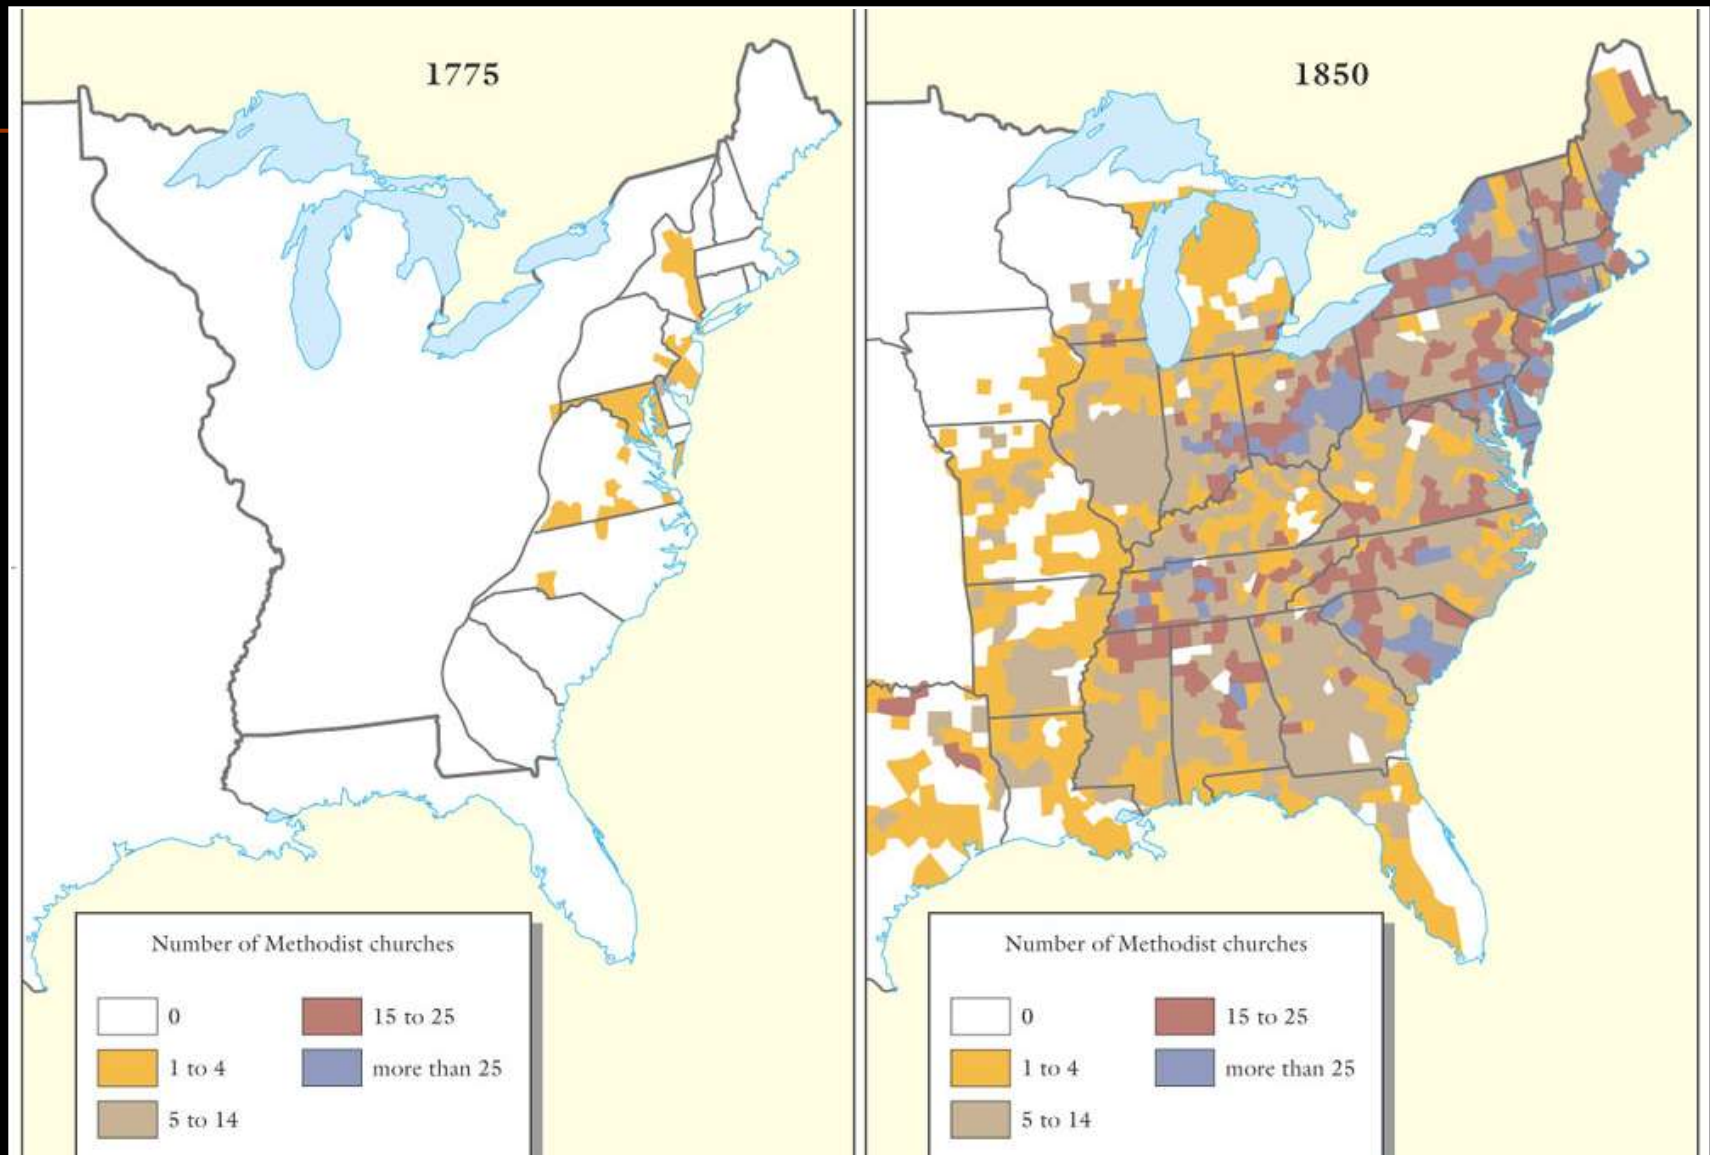 1775
Number of Methodist churches
0
15 to 25
1 to 4
more than 25
5 to 14
1850
Number of Methodist churches
0
15 to 25
1 to 4
more than 25
5 to 14